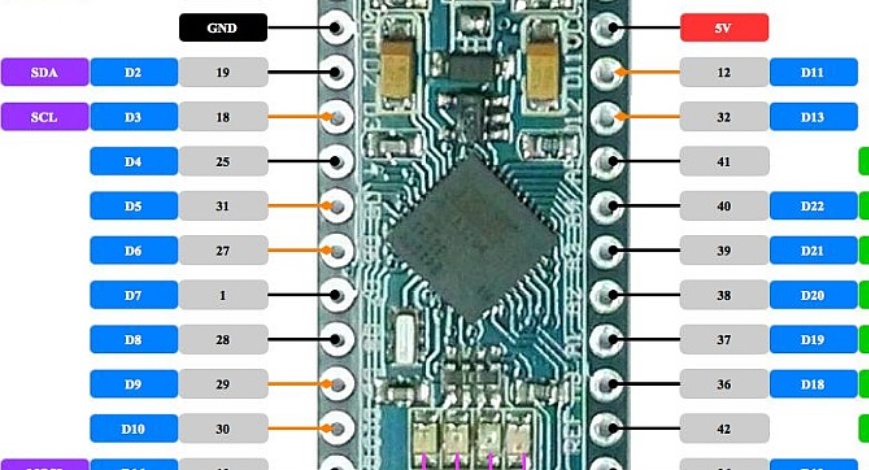 GND 5V
SDA D2 19 12 D11
SCL D3 18 32 D13
D4 25 41
D5 31 40 D22
D6 27 39 D21
D7 1 38 D20
D8 28 37 D19
D9 29 36 D18
D10 30 42